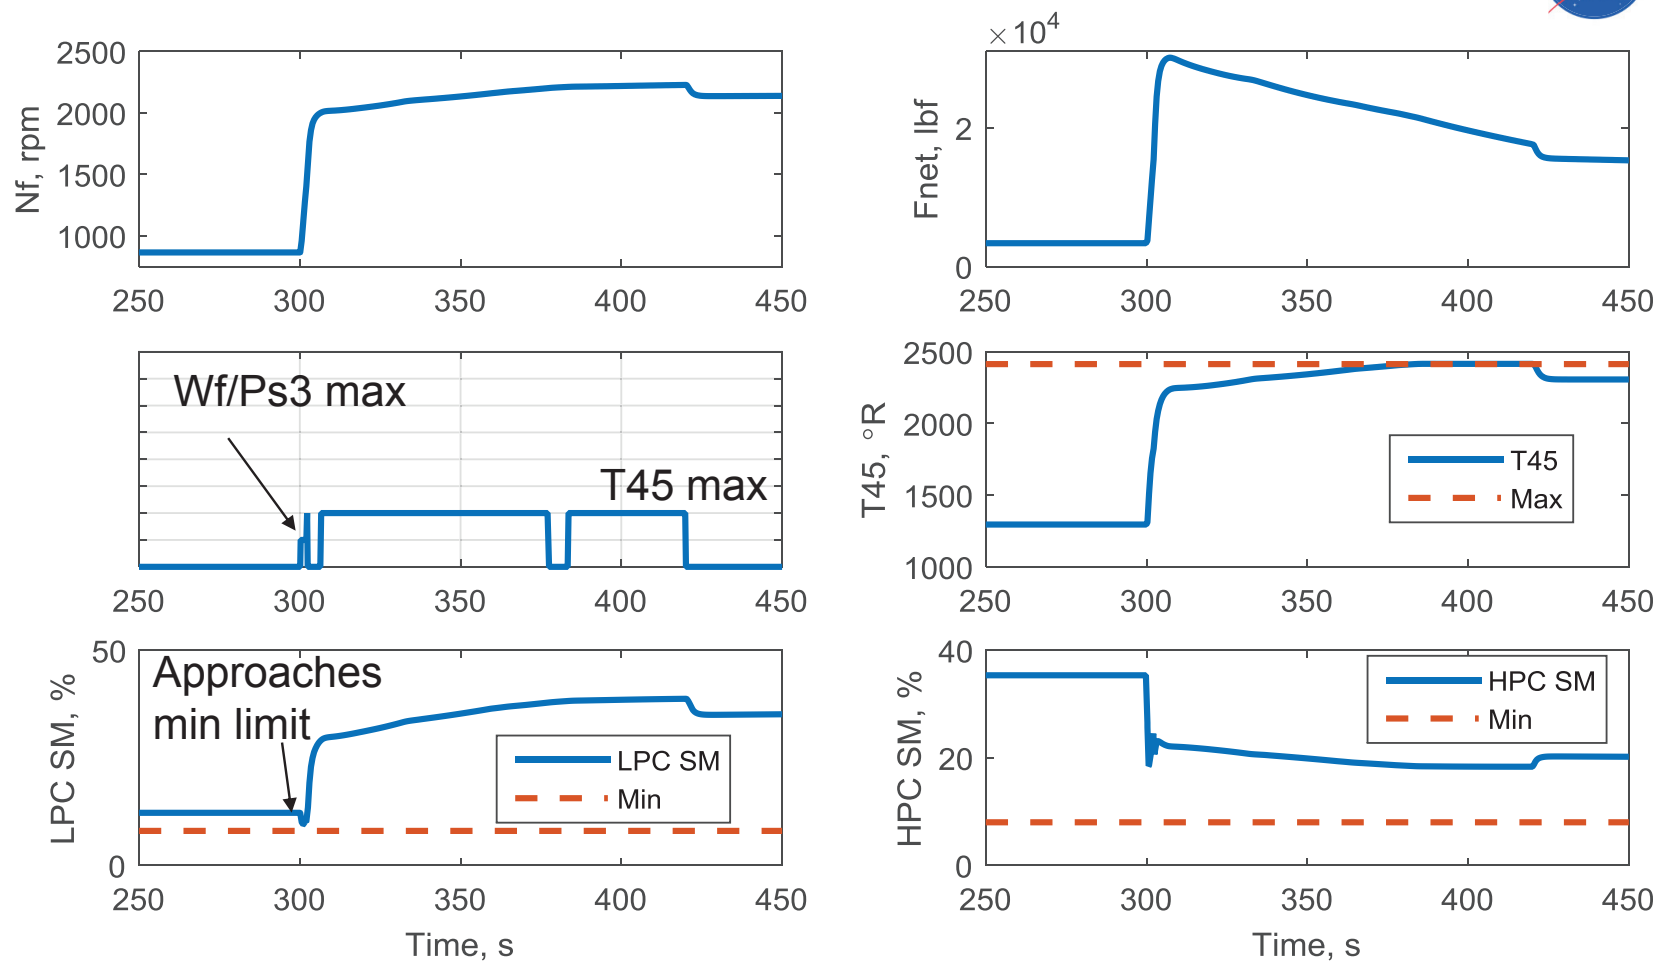 2500
2000
1500
1000
Nf, rpm
250 300 350 400 450
×10⁴
2
0
Fnet, lbf
250 300 350 400 450
Wf/Ps3 max
T45 max
250 300 350 400 450
2500
2000
1500
1000
T45, °R
T45
Max
250 300 350 400 450
50
0
LPC SM, %
Approaches
min limit
LPC SM
Min
250 300 350 400 450
Time, s
40
20
0
HPC SM, %
HPC SM
Min
250 300 350 400 450
Time, s